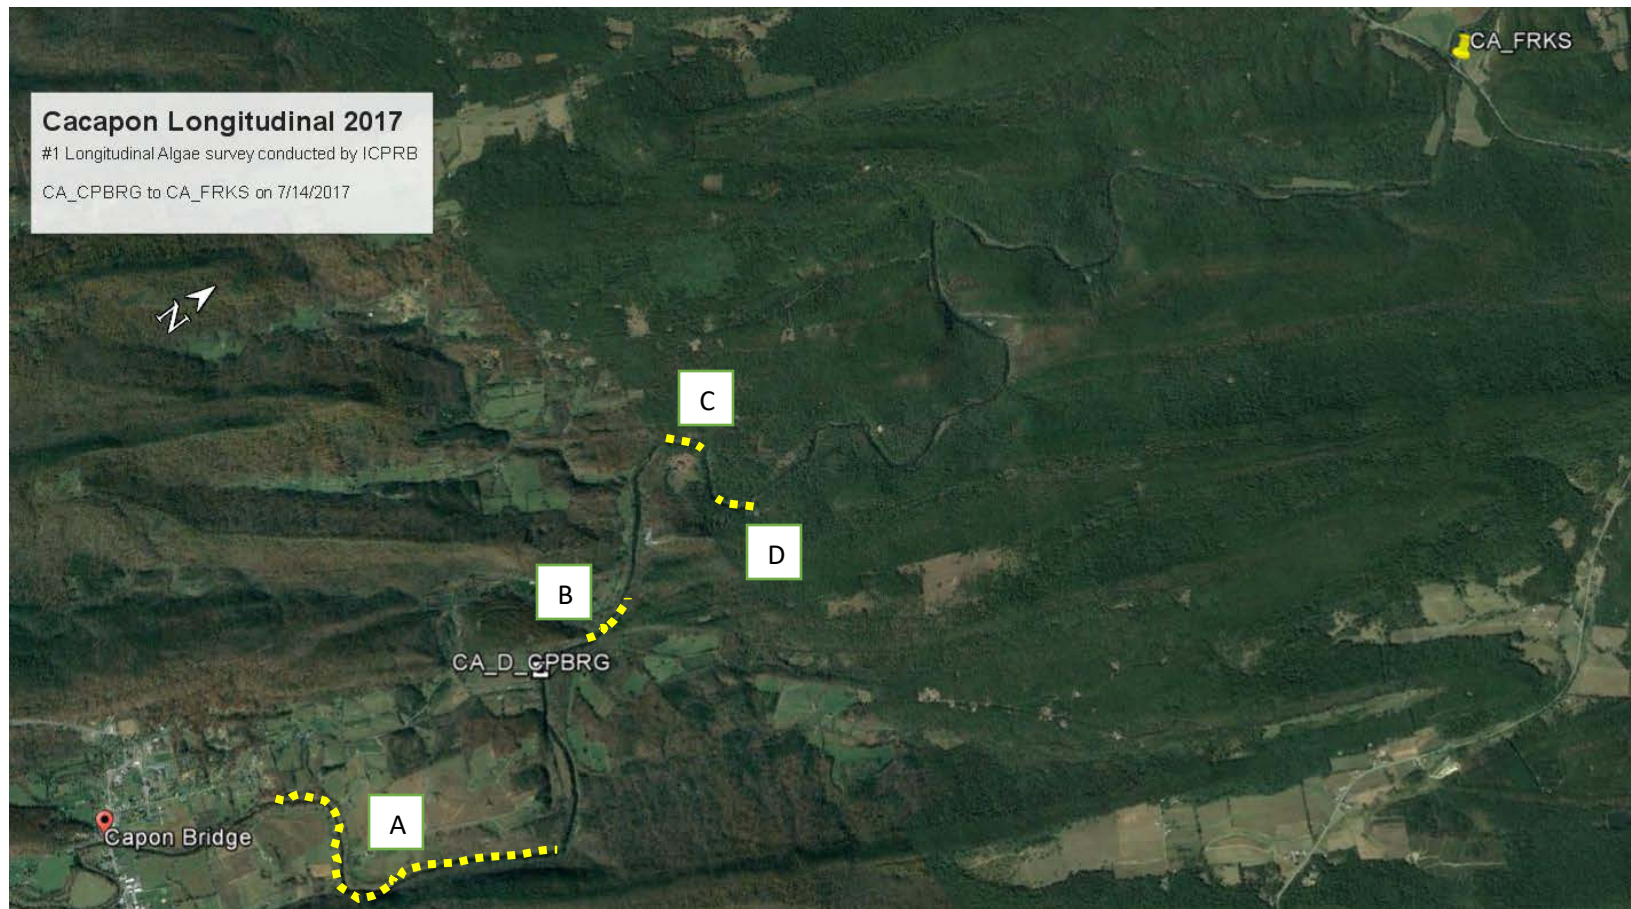 CA_FRKS
Cacapon Longitudinal 2017
#1 Longitudinal Algae survey conducted by ICPRB
CA_CPBRG to CA_FRKS on 7/14/2017
N
C
D
B
CA_D_CPBRG
A
Capon Bridge